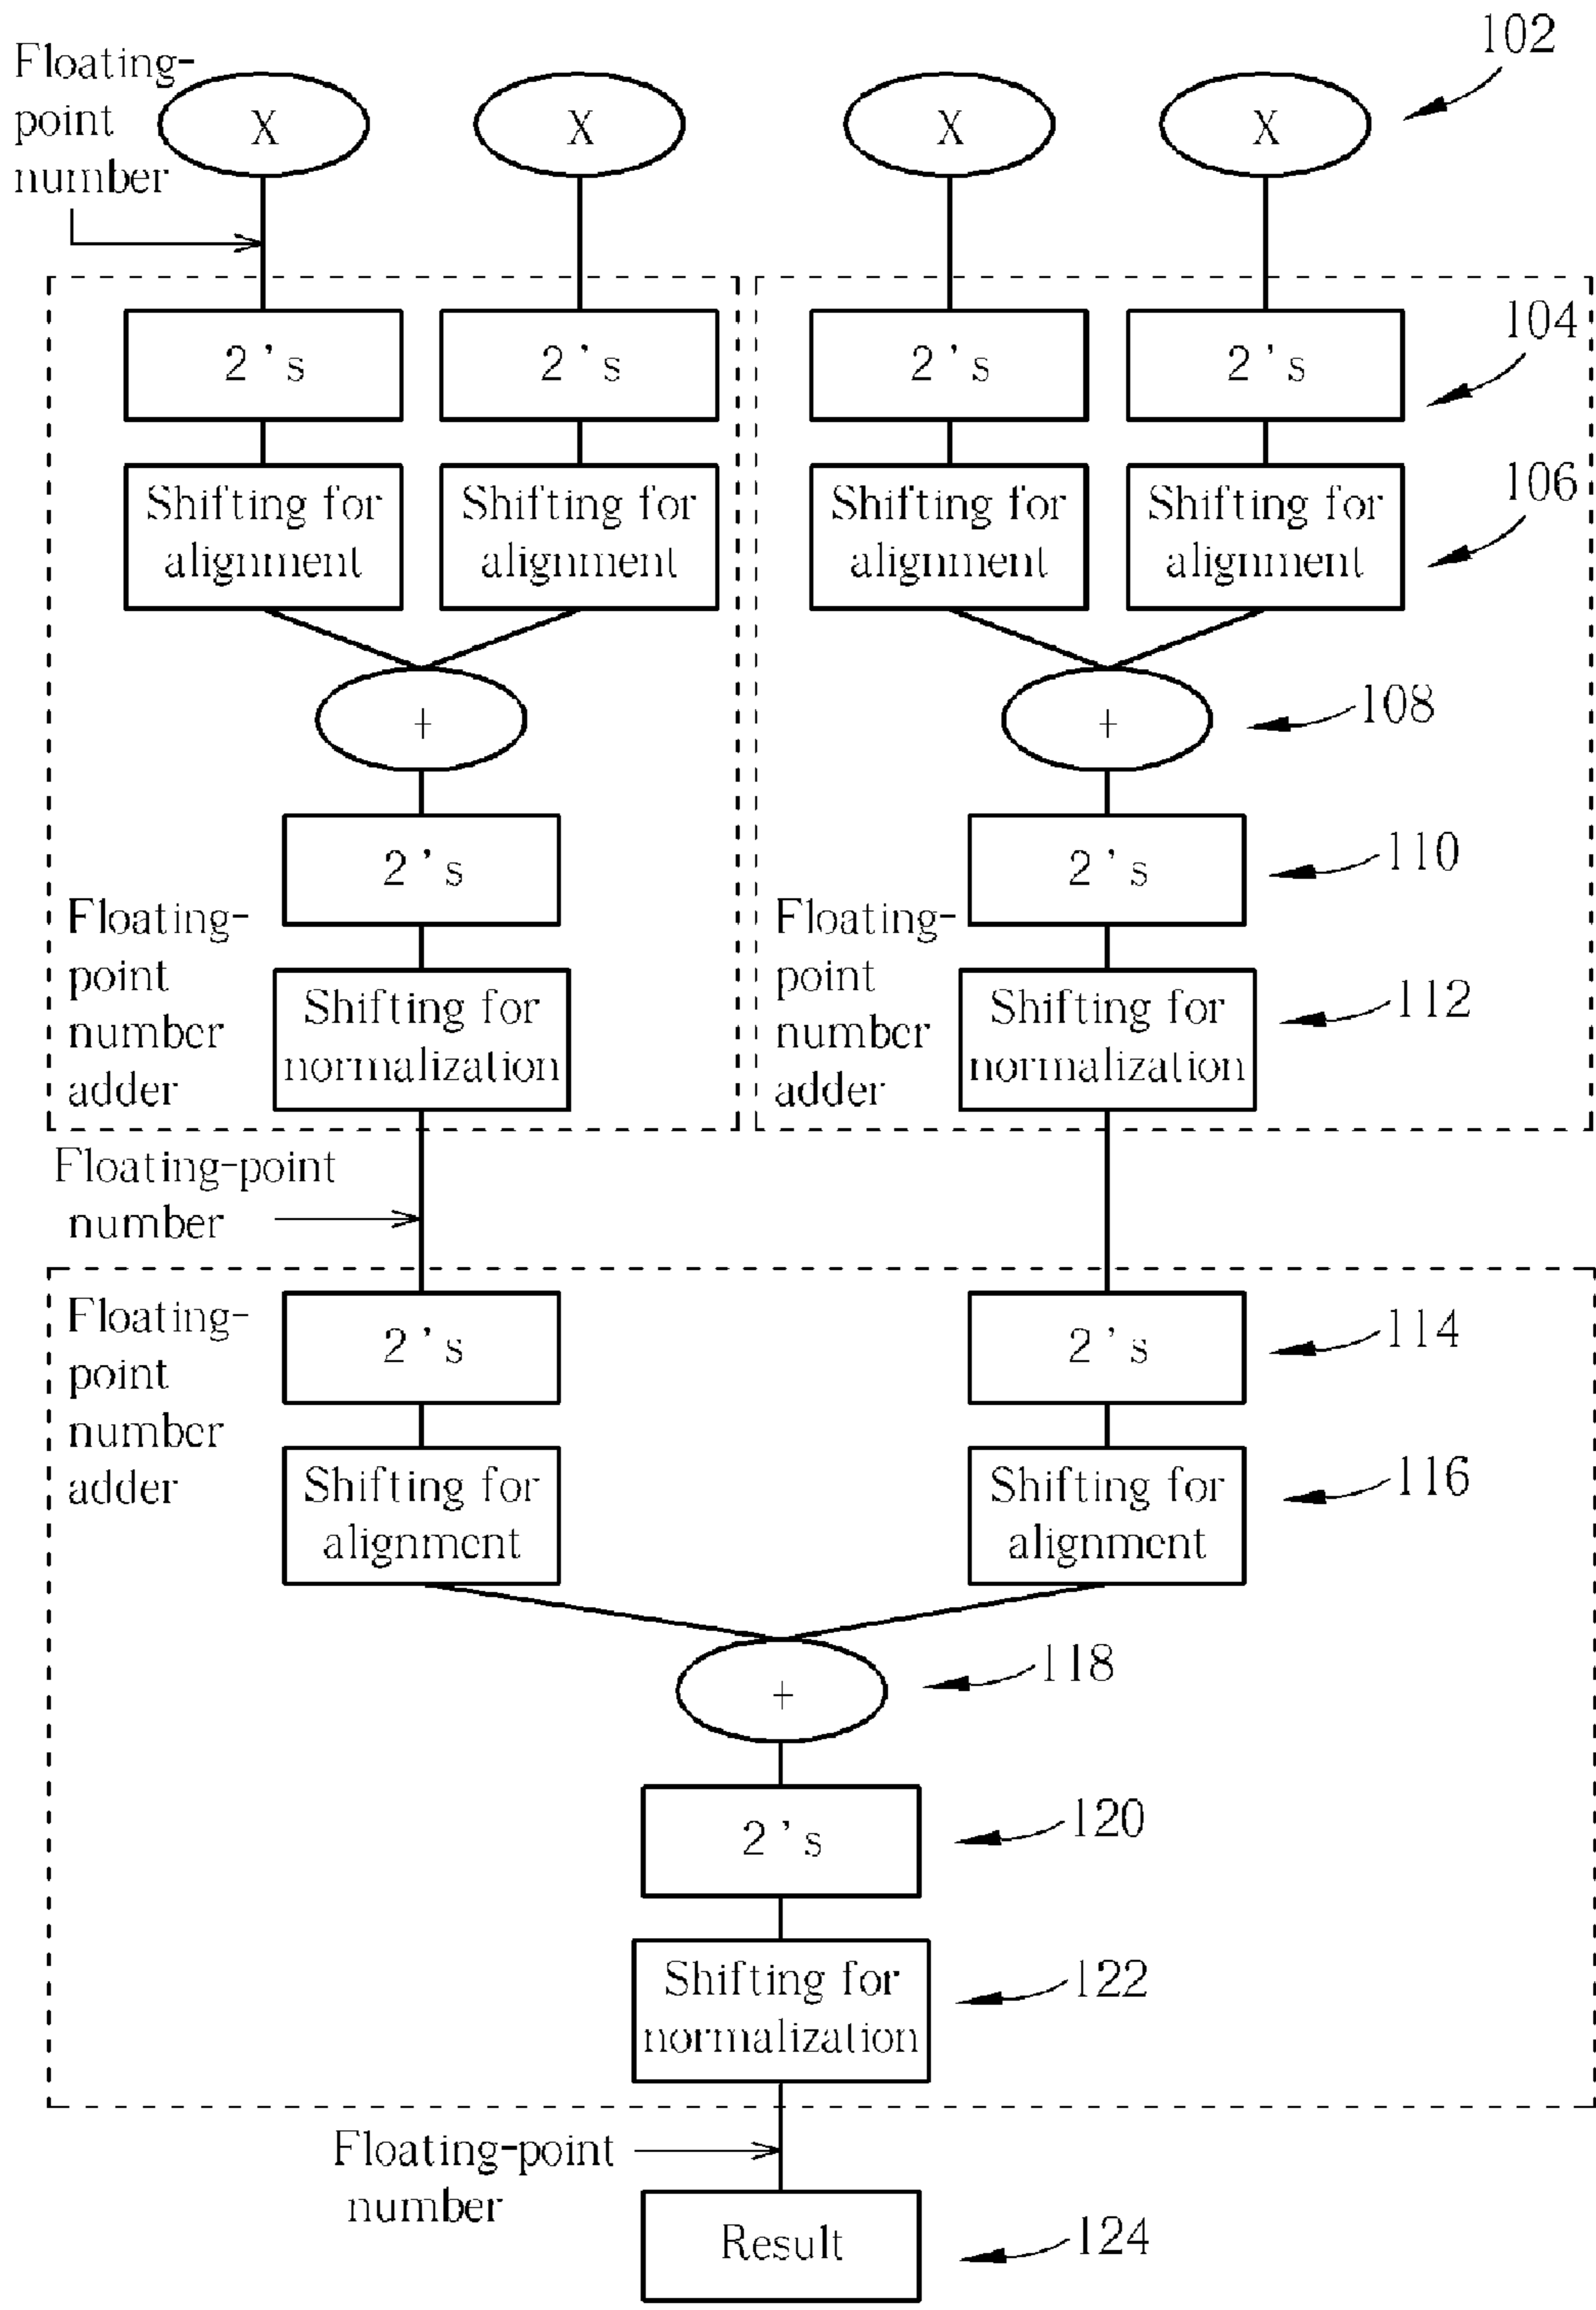 102
Floating-
point
number
X X X X
2's 2's 2's 2's
104
Shifting for
alignment
Shifting for
alignment
Shifting for
alignment
Shifting for
alignment
106
+ +
108
2's 2's
110
Floating-
point
number
adder
Shifting for
normalization
Floating-
point
number
adder
Shifting for
normalization
112
Floating-point
number
Floating-
point
number
adder
2's 2's
114
Shifting for
alignment
Shifting for
alignment
116
+
118
2's
120
Shifting for
normalization
122
Floating-point
number
Result
124